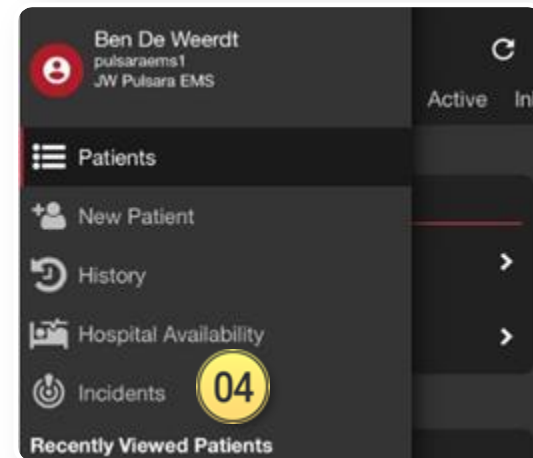 Ben De Weerdt
pulsaraems1
JW Pulsara EMS
Active
Patients
New Patient
History
Hospital Availability
Incidents 04
Recently Viewed Patients